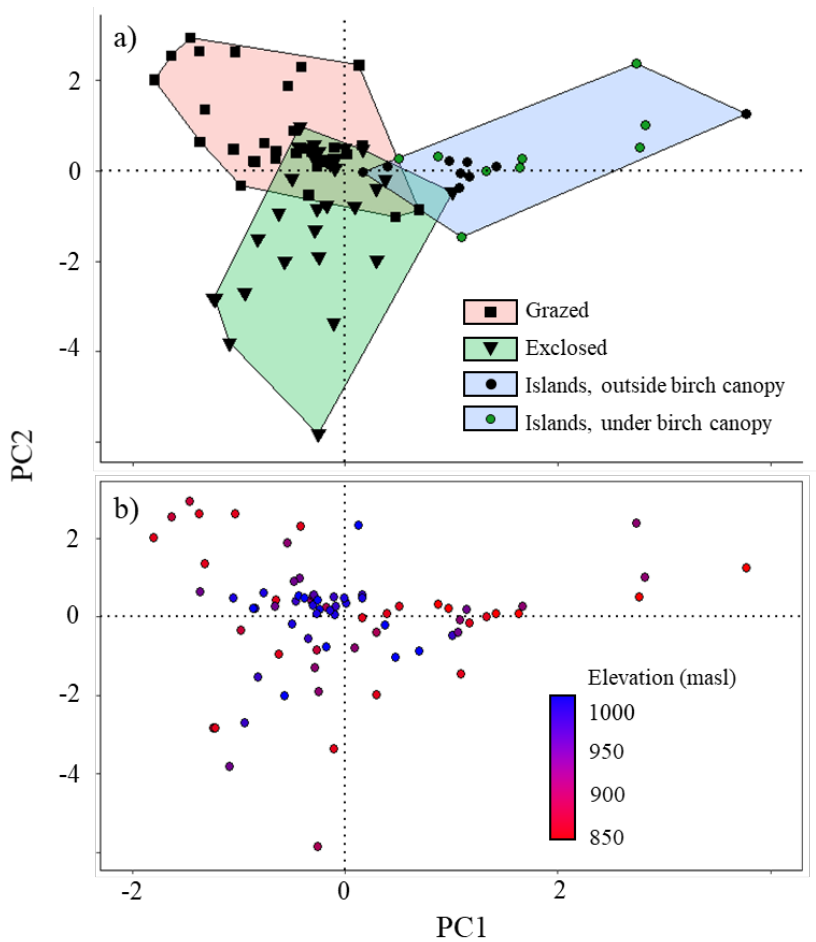 a)
2
0
-2
-4
Grazed
Exclosed
Islands, outside birch canopy
Islands, under birch canopy
PC2
b)
2
0
-2
-4
Elevation (masl)
1000
950
900
850
-2 0 2
PC1